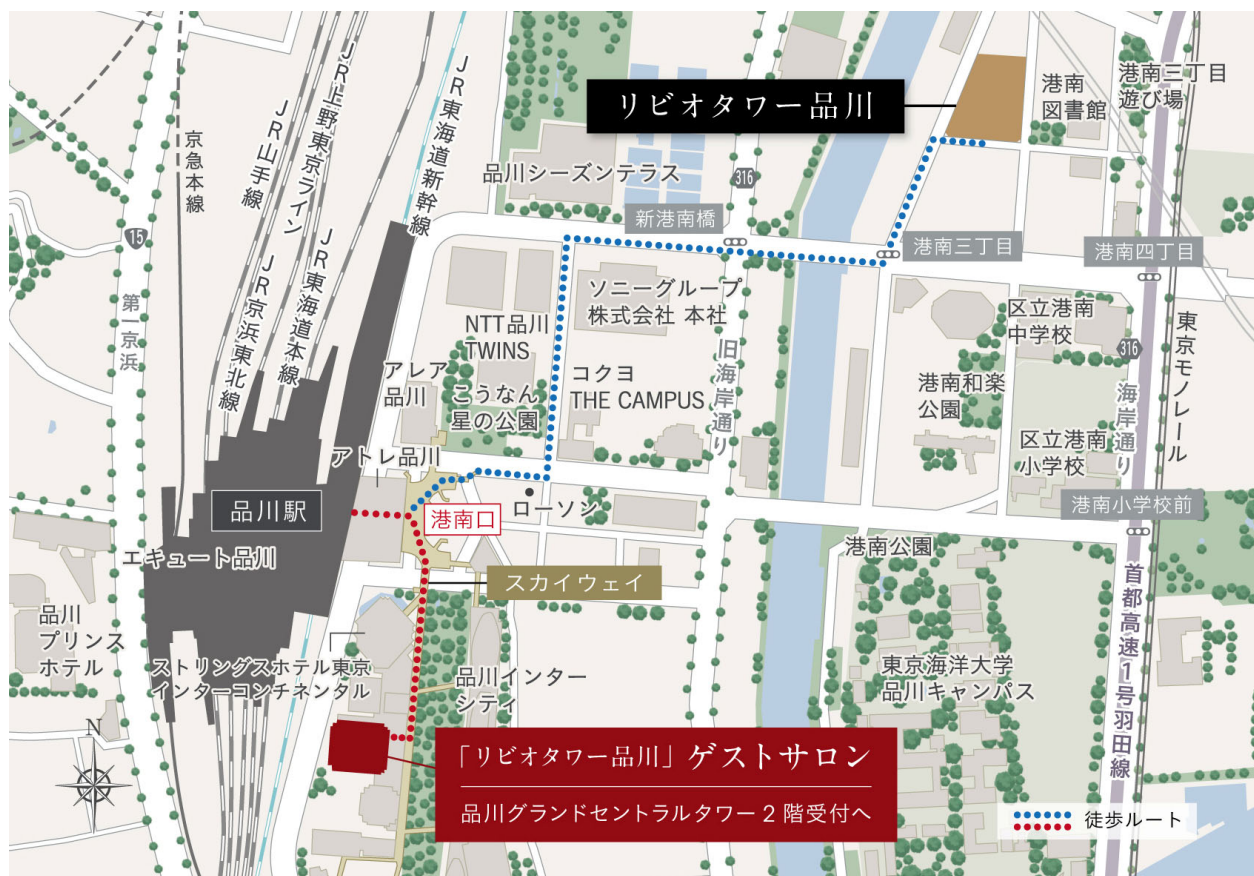 JR上野東京ライン
JR山手線
京急本線
JR東海道新幹線
JR東海道本線
JR京浜東北線
15
第一京浜
リビオタワー品川
港南
図書館
港南三丁目
遊び場
品川シーズンテラス
316
新港南橋
港南三丁目
港南四丁目
ソニーグループ
株式会社 本社
NTT品川
TWINS
アレア
品川
こうなん
星の公園
コクヨ
THE CAMPUS
旧海岸通り
区立港南
中学校
港南和楽
公園
区立港南
小学校
316
海岸通り
東京モノレール
アトレ品川
品川駅
港南口
ローソン
港南小学校前
エキュート品川
スカイウェイ
港南公園
首都高速1号羽田線
品川
プリンス
ホテル
ストリングスホテル東京
インターコンチネンタル
品川インター
シティ
東京海洋大学
品川キャンパス
N
「リビオタワー品川」ゲストサロン
品川グランドセントラルタワー2階受付へ
徒歩ルート